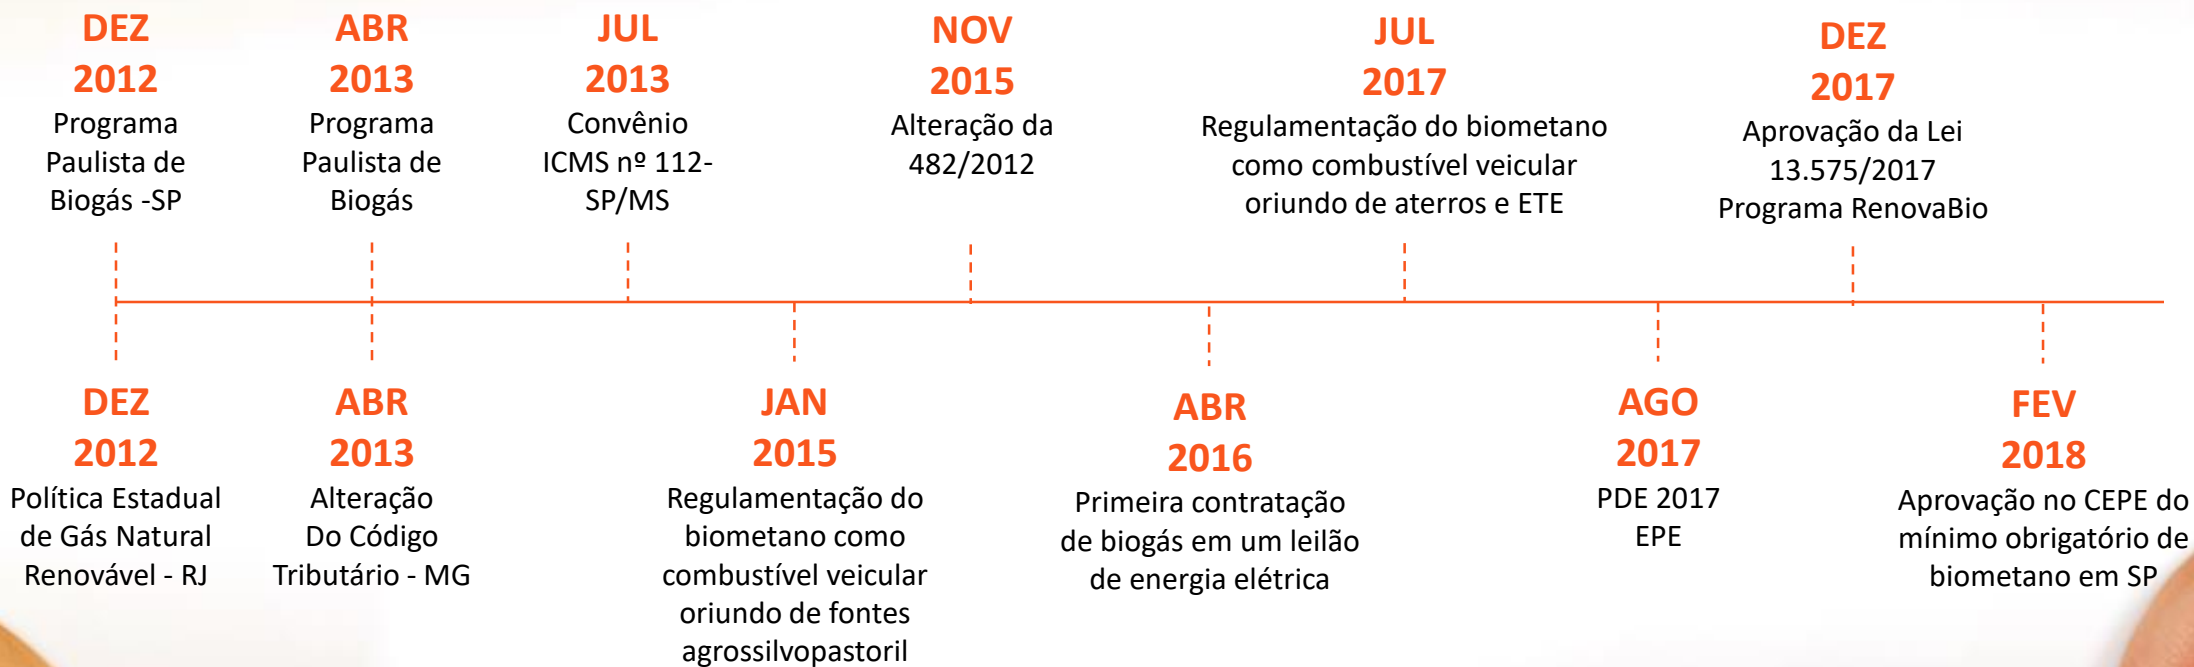 DEZ
2012
Programa
Paulista de
Biogás -SP
ABR
2013
Programa
Paulista de
Biogás
JUL
2013
Convênio
ICMS nº 112-
SP/MS
NOV
2015
Alteração da
482/2012
JUL
2017
Regulamentação do biometano
como combustível veicular
oriundo de aterros e ETE
DEZ
2017
Aprovação da Lei
13.575/2017
Programa RenovaBio
DEZ
2012
Política Estadual
de Gás Natural
Renovável - RJ
ABR
2013
Alteração
Do Código
Tributário - MG
JAN
2015
Regulamentação do
biometano como
combustível veicular
oriundo de fontes
agrossilvopastoril
ABR
2016
Primeira contratação
de biogás em um leilão
de energia elétrica
AGO
2017
PDE 2017
EPE
FEV
2018
Aprovação no CEPE do
mínimo obrigatório de
biometano em SP